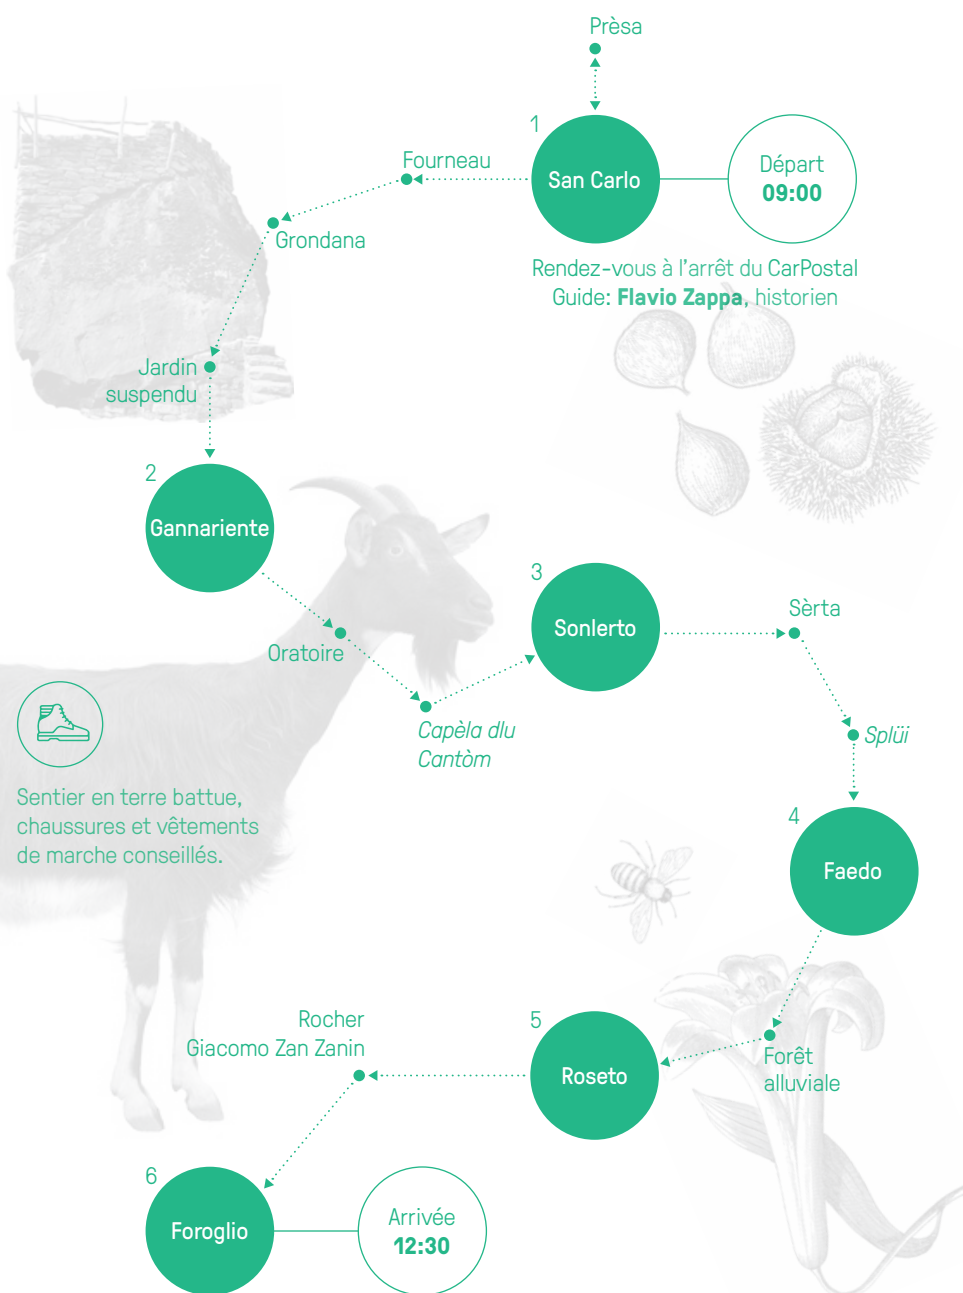 Prèsa
1
San Carlo
Départ
09:00
Rendez-vous à l'arrêt du CarPostal
Guide: Flavio Zappa, historien
Fourneau
Grondana
Jardin
suspendu
2
Gannariente
Oratoire
Capèla dlu
Cantòm
3
Sonlerto
Sèrta
Splüi
4
Faedo
Sentier en terre battue,
chaussures et vêtements
de marche conseillés.
Forêt
alluviale
5
Roseto
Rocher
Giacomo Zan Zanin
6
Foroglio
Arrivée
12:30